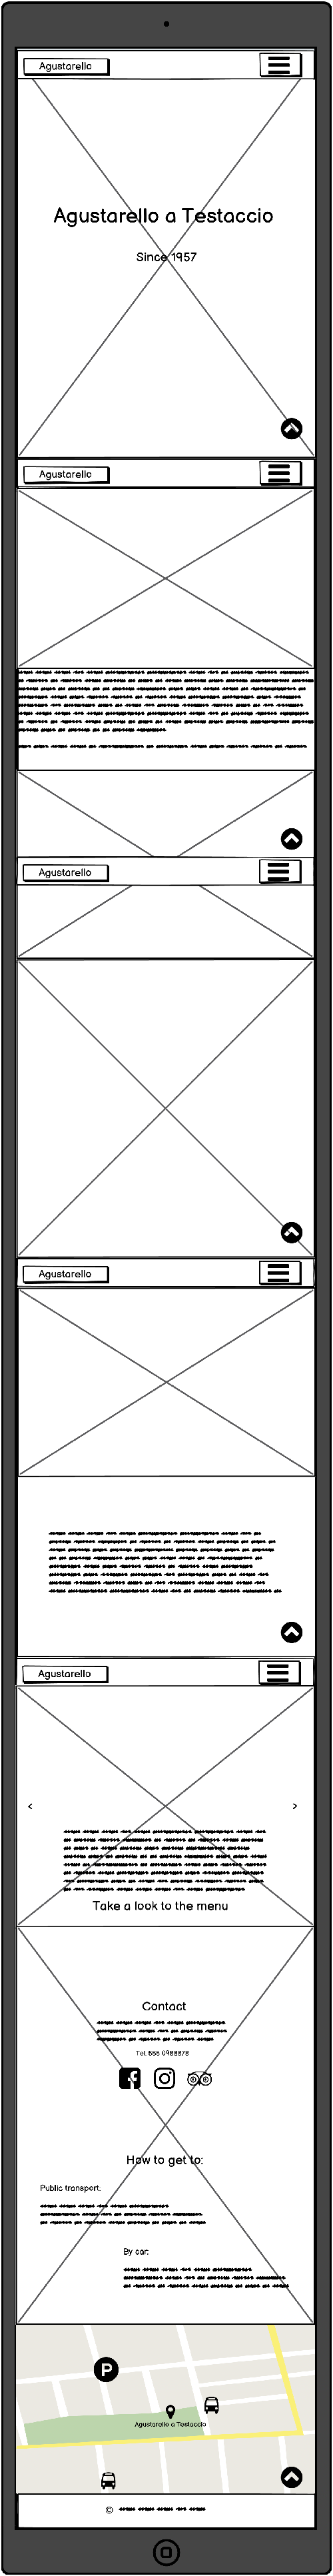 Agustarello
Agustarello a Testaccio
Since 1957
Agustarello
Agustarello
Agustarello
Agustarello
<
>
Take a look to the menu
Contact
Tel. 555 0988878
How to get to:
Public transport:
By car:
P
Agustarello a Testaccio
©